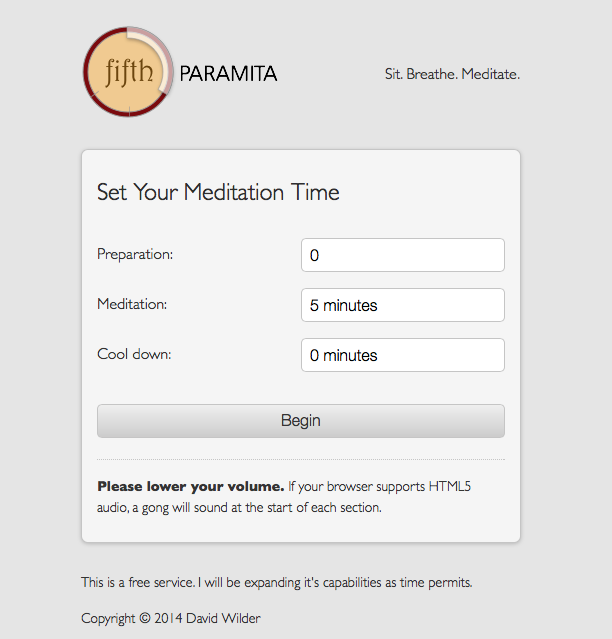 fifth PARAMITA
Sit. Breathe. Meditate.
Set Your Meditation Time
Preparation:
0
Meditation:
5 minutes
Cool down:
0 minutes
Begin
Please lower your volume. If your browser supports HTML5
audio, a gong will sound at the start of each section.
This is a free service. I will be expanding it's capabilities as time permits.
Copyright © 2014 David Wilder